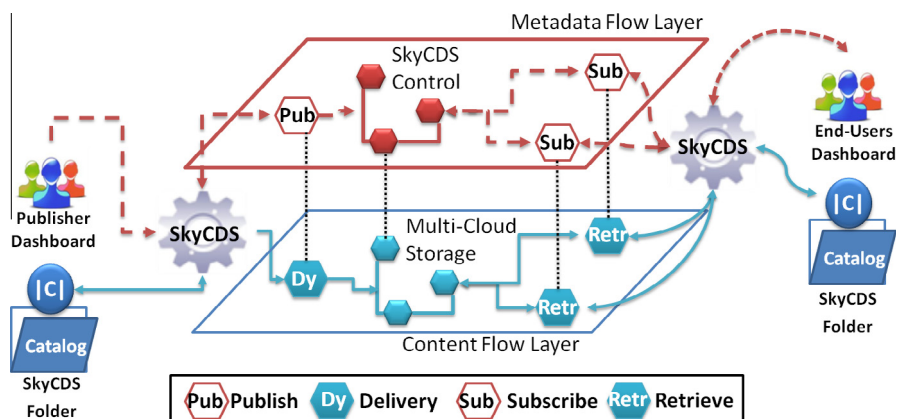 Metadata Flow Layer
SkyCDS
Control
Pub
Sub
Sub
SkyCDS
End-Users
Dashboard
Publisher
Dashboard
SkyCDS
Multi-Cloud
Storage
Dy
Retr
Retr
|C|
Catalog
SkyCDS
Folder
|C|
Catalog
SkyCDS
Folder
Content Flow Layer
Pub Publish Dy Delivery Sub Subscribe Retr Retrieve